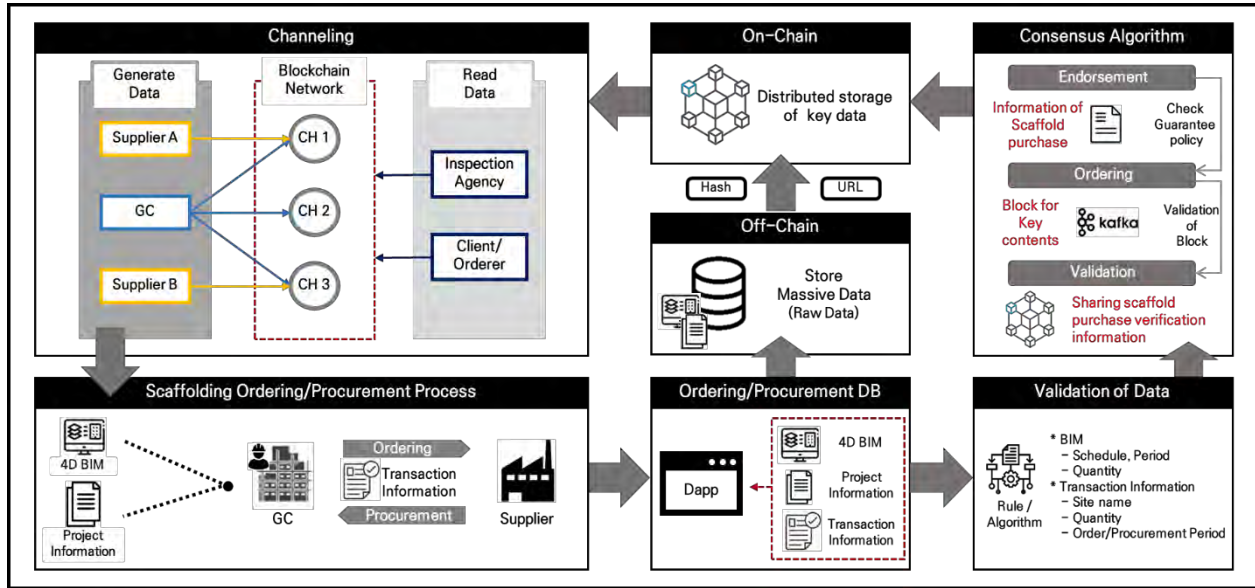 Channeling
Generate
Data
Blockchain
Network
Read
Data
Supplier A
CH 1
Inspection
Agency
GC
CH 2
Client/
Orderer
Supplier B
CH 3
On-Chain
Distributed storage
of key data
Hash
URL
Off-Chain
Store
Massive Data
(Raw Data)
Consensus Algorithm
Endorsement
Information of
Scaffold
purchase
Check
Guarantee
policy
Ordering
Block for
Key
contents
kafka
Validation
of
Block
Validation
Sharing scaffold
purchase verification
information
Scaffolding Ordering/Procurement Process
4D BIM
Project
Information
GC
Ordering
Transaction
Information
Procurement
Supplier
Ordering/Procurement DB
Dapp
4D BIM
Project
Information
Transaction
Information
Validation of Data
Rule /
Algorithm
* BIM
- Schedule, Period
- Quantity
* Transaction Information
- Site name
- Quantity
- Order/Procurement Period